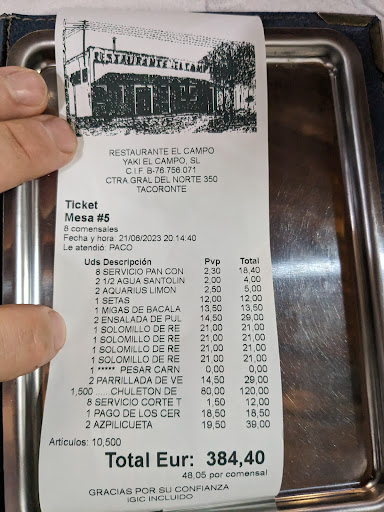 RESTAURANTE EL CAMPO
RESTAURANTE EL CAMPO
YAKI EL CAMPO, SL
C.I.F. B-76.756.071
CTRA GRAL DEL NORTE 350
TACORONTE
Ticket
Mesa #5
8 comensales
Fecha y hora: 21/06/2023 20:14:40
Le atendió: PACO
Uds Descripción Pvp Total
8 SERVICIO PAN CON 2,30 18,40
2 1/2 AGUA SANTOLIN 2,00 4,00
2 AQUARIUS LIMON 2,50 5,00
1 SETAS 12,00 12,00
1 MIGAS DE BACALA 13,50 13,50
2 ENSALADA DE PUL 14,50 29,00
1 SOLOMILLO DE RE 21,00 21,00
1 SOLOMILLO DE RE 21,00 21,00
1 SOLOMILLO DE RE 21,00 21,00
1 SOLOMILLO DE RE 21,00 21,00
1 ***** PESAR CARN 0,00 0,00
2 PARRILLADA DE VE 14,50 29,00
1,500 ......CHULETON DE 80,00 120,00
8 SERVICIO CORTE T 1,50 12,00
1 PAGO DE LOS CER 18,50 18,50
2 AZPILICUETA 19,50 39,00
Artículos: 10,500
Total Eur: 384,40
48,05 por comensal
GRACIAS POR SU CONFIANZA
IGIC INCLUIDO